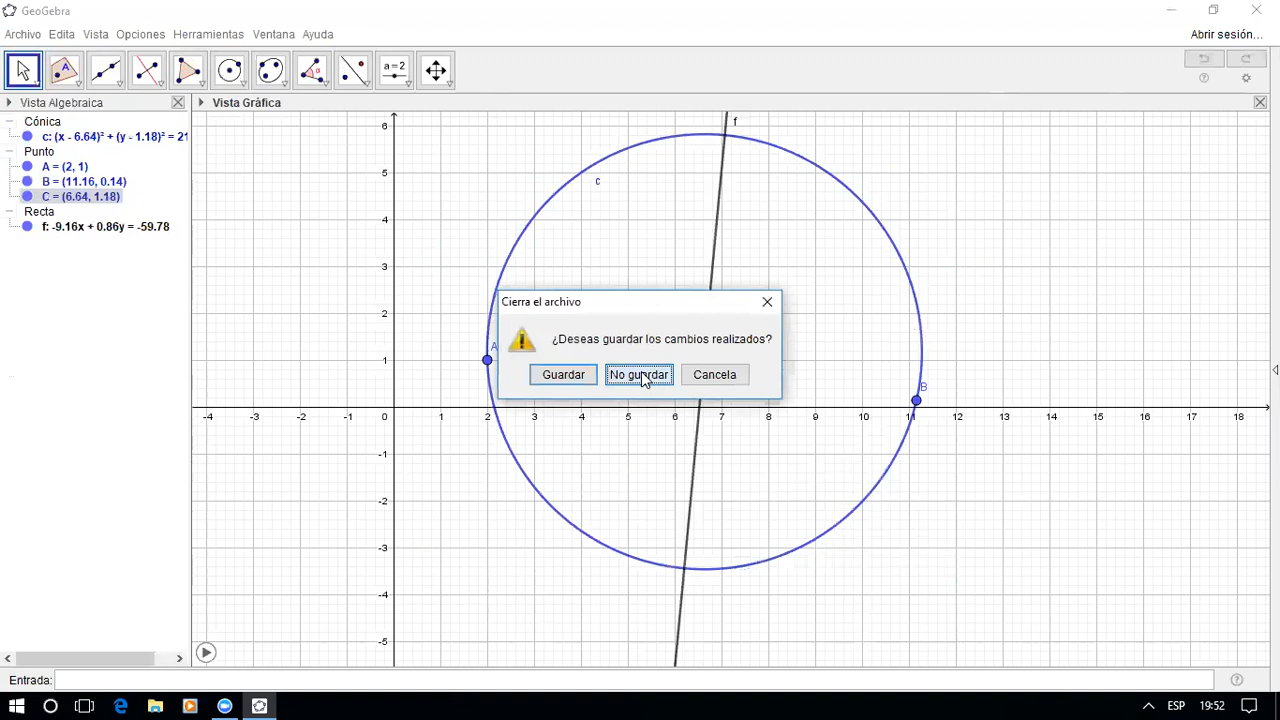 GeoGebra
Archivo Edita Vista Opciones Herramientas Ventana Ayuda
Abrir sesión...
A
a = 2
Vista Algebraica
Vista Gráfica
Cónica
c: (x - 6.64)² + (y - 1.18)² = 21
Punto
A = (2, 1)
B = (11.16, 0.14)
C = (6.64, 1.18)
Recta
f: -9.16x + 0.86y = -59.78
f
c
A
B
6
5
4
3
2
1
-4 -3 -2 -1 0 2 3 4 5 6 7 8 9 10 11 12 13 14 15 16 17 18
-1
-2
-3
-4
-5
Cierra el archivo
¿Deseas guardar los cambios realizados?
Guardar No guardar Cancela
Entrada:
ESP 19:52